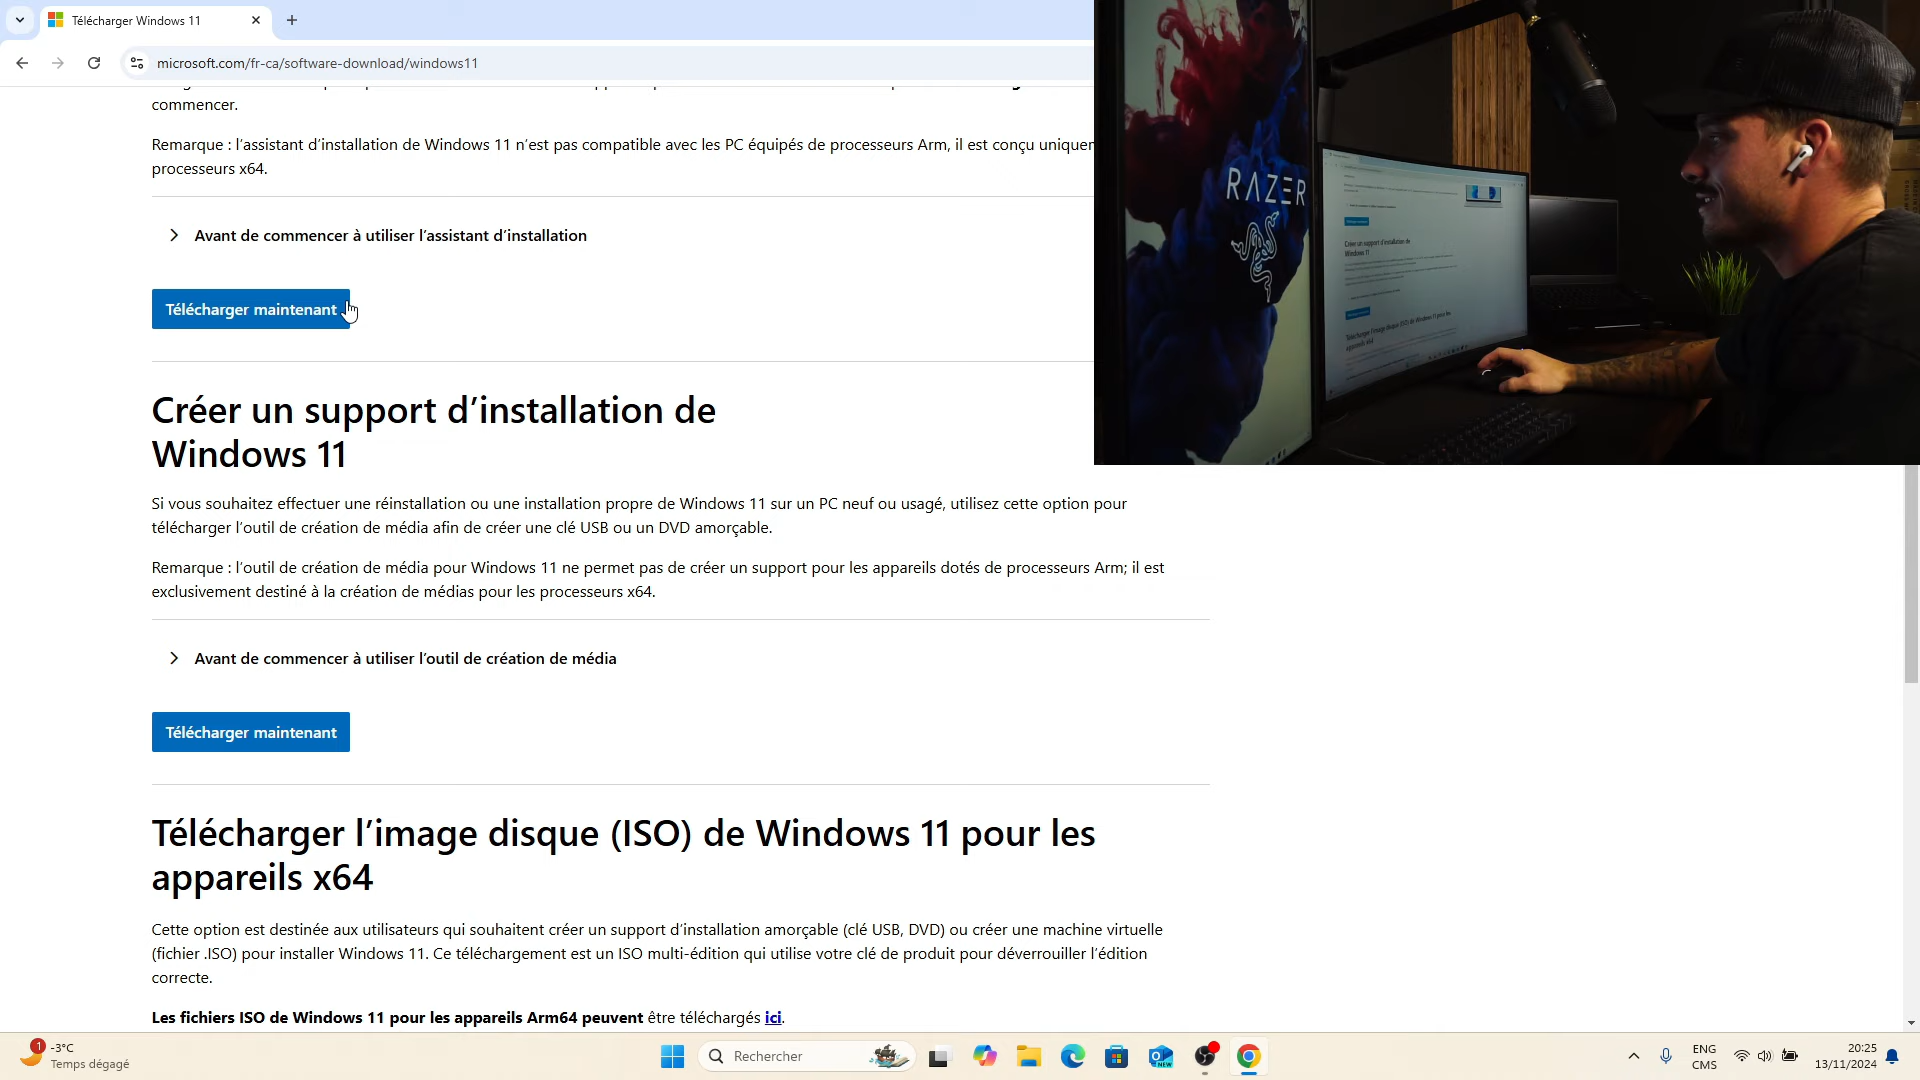 Télécharger Windows 11
microsoft.com/fr-ca/software-download/windows11
commencer.
Remarque : l'assistant d'installation de Windows 11 n'est pas compatible avec les PC équipés de processeurs Arm, il est conçu
processeurs x64.
Avant de commencer à utiliser l'assistant d'installation
Télécharger maintenant
Créer un support d'installation de
Windows 11
Si vous souhaitez effectuer une réinstallation ou une installation propre de Windows 11 sur un PC neuf ou usagé, utilisez cette option pour
télécharger l'outil de création de média afin de créer une clé USB ou un DVD amorçable.
Remarque : l'outil de création de média pour Windows 11 ne permet pas de créer un support pour les appareils dotés de processeurs Arm; il est
exclusivement destiné à la création de médias pour les processeurs x64.
Avant de commencer à utiliser l'outil de création de média
Télécharger maintenant
Télécharger l'image disque (ISO) de Windows 11 pour les
appareils x64
Cette option est destinée aux utilisateurs qui souhaitent créer un support d'installation amorçable (clé USB, DVD) ou créer une machine virtuelle
(fichier .ISO) pour installer Windows 11. Ce téléchargement est un ISO multi-édition qui utilise votre clé de produit pour déverrouiller l'édition
correcte.
Les fichiers ISO de Windows 11 pour les appareils Arm64 peuvent être téléchargés ici.
RAZER
Créer un support d'installation de
Windows 11
1
-3°C
Temps dégagé
Rechercher
NEW
ENG
CMS
20:25
13/11/2024